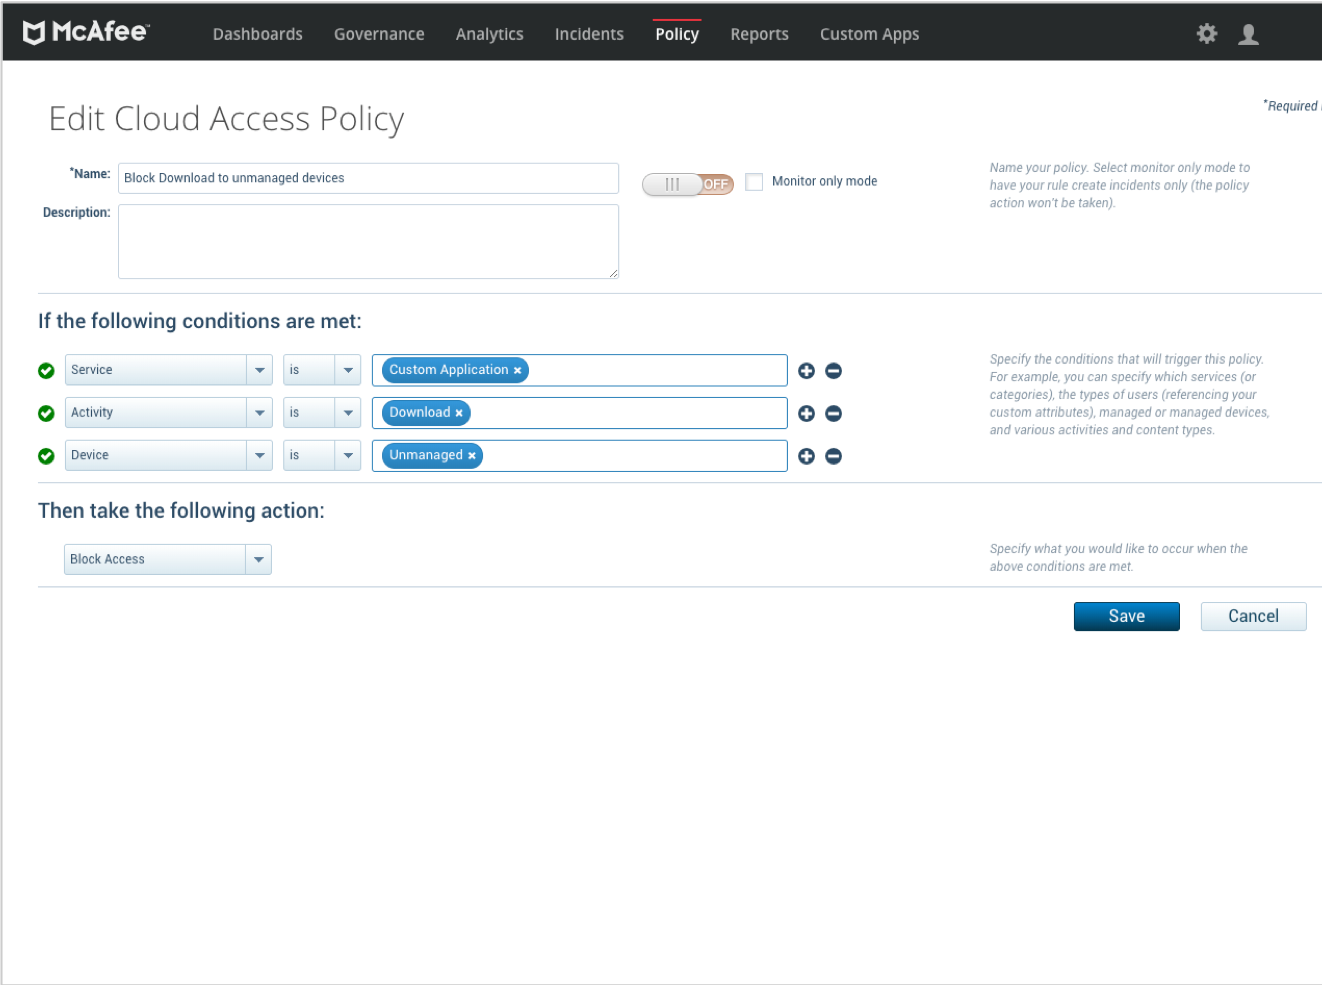 McAfee™
Dashboards Governance Analytics Incidents Policy Reports Custom Apps
Edit Cloud Access Policy
*Required
*Name: Block Download to unmanaged devices
OFF
Monitor only mode
Name your policy. Select monitor only mode to
have your rule create incidents only (the policy
action won't be taken).
Description:
If the following conditions are met:
Service is Custom Application ×
Activity is Download ×
Device is Unmanaged ×
Specify the conditions that will trigger this policy.
For example, you can specify which services (or
categories), the types of users (referencing your
custom attributes), managed or managed devices,
and various activities and content types.
Then take the following action:
Block Access
Specify what you would like to occur when the
above conditions are met.
Save Cancel